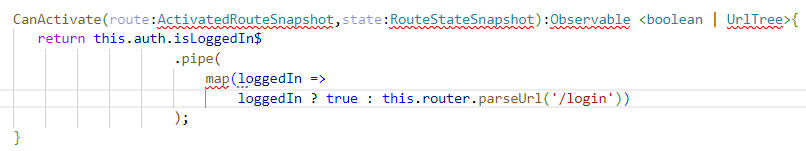 CanActivate(route:ActivatedRouteSnapshot,state:RouteStateSnapshot):Observable <boolean | UrlTree>{
return this.auth.isLoggedIn$
.pipe(
map(loggedIn =>
loggedIn ? true : this.router.parseUrl('/login'))
);
}